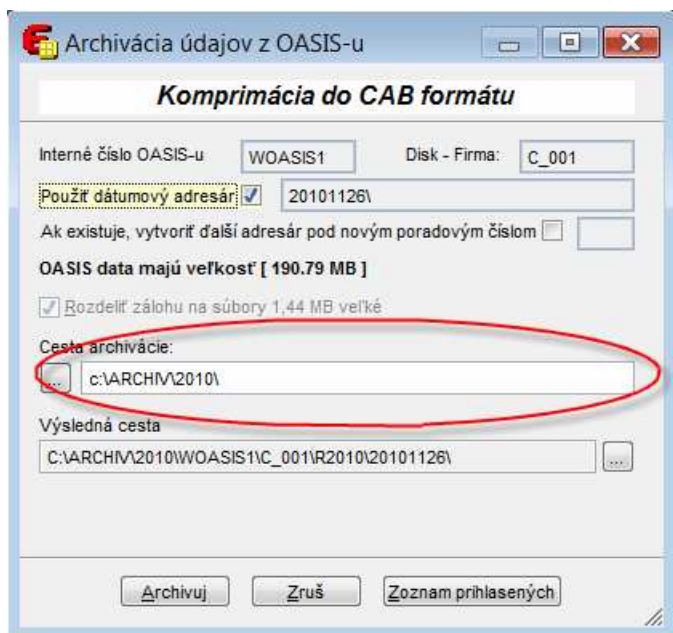 Archivácia údajov z OASIS-u
Komprimácia do CAB formátu
Interné číslo OASIS-u WOASIS1 Disk - Firma: C_001
Použiť dátumový adresár 20101126\
Ak existuje, vytvoriť ďalší adresár pod novým poradovým číslom
OASIS data majú veľkosť [ 190.79 MB ]
Rozdeliť zálohu na súbory 1,44 MB veľké
Cesta archivácie:
... c:\ARCHIV\2010\
Výsledná cesta
C:\ARCHIV\2010\WOASIS1\C_001\R2010\20101126\ ...
Archivuj Zruš Zoznam prihlasených